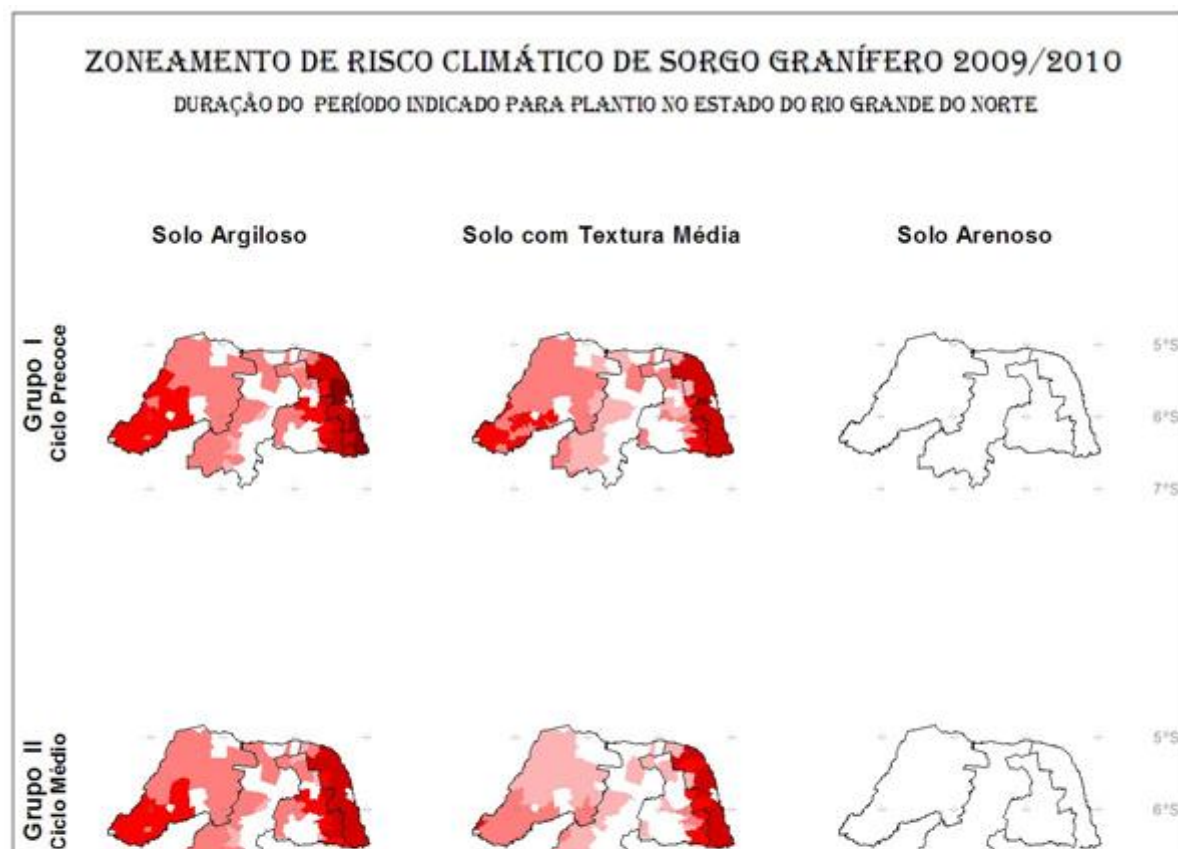 ZONEAMENTO DE RISCO CLIMÁTICO DE SORGO GRANÍFERO 2009/2010
DURAÇÃO DO PERÍODO INDICADO PARA PLANTIO NO ESTADO DO RIO GRANDE DO NORTE
Solo Argiloso
Solo com Textura Média
Solo Arenoso
Grupo I
Ciclo Precoce
5°S
6°S
7°S
Grupo II
Ciclo Médio
5°S
6°S